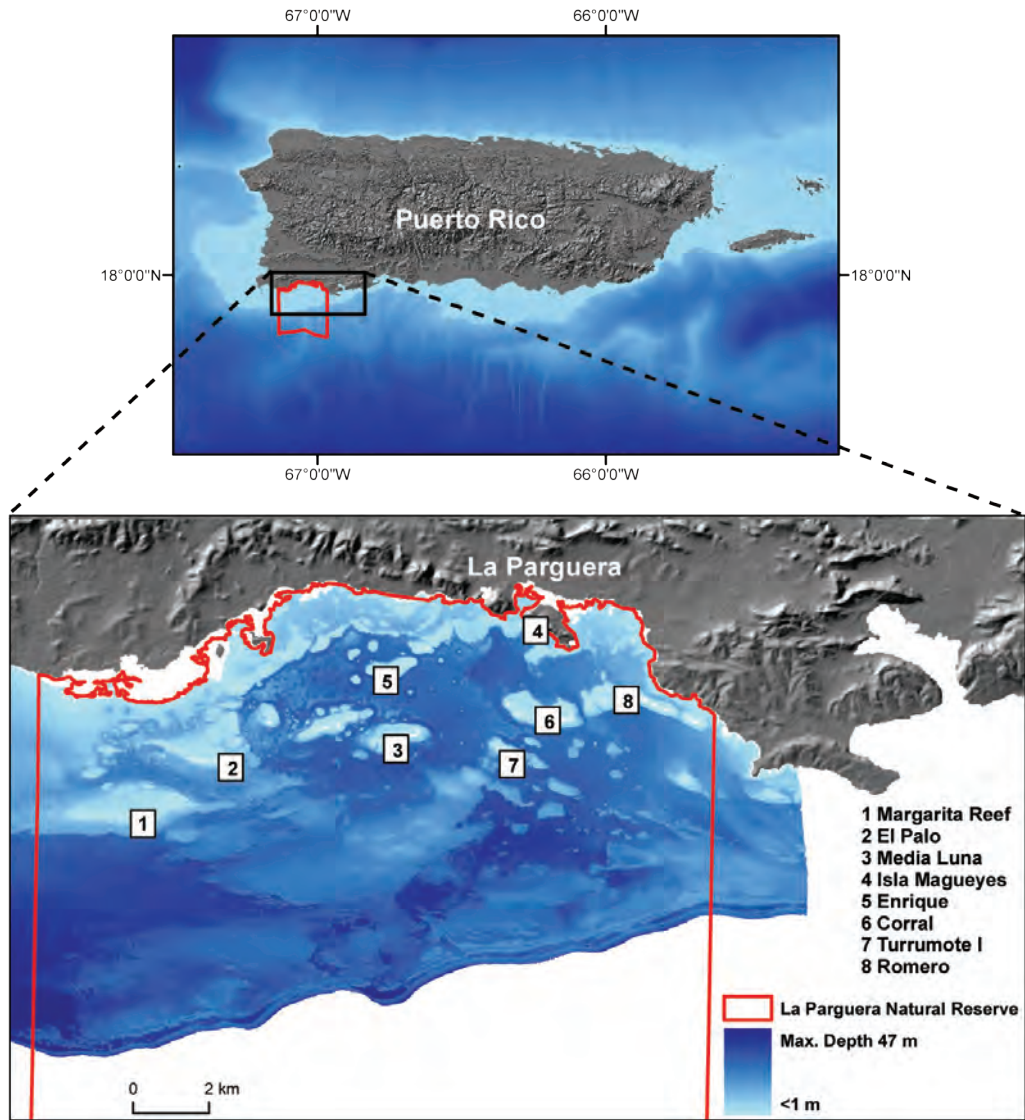 67°0'0"W
66°0'0"W
Puerto Rico
18°0'0"N
18°0'0"N
67°0'0"W
66°0'0"W
La Parguera
4
5
8
6
3
7
2
1
1 Margarita Reef
2 El Palo
3 Media Luna
4 Isla Magueyes
5 Enrique
6 Corral
7 Turrumote I
8 Romero
La Parguera Natural Reserve
Max. Depth 47 m
<1 m
0 2 km